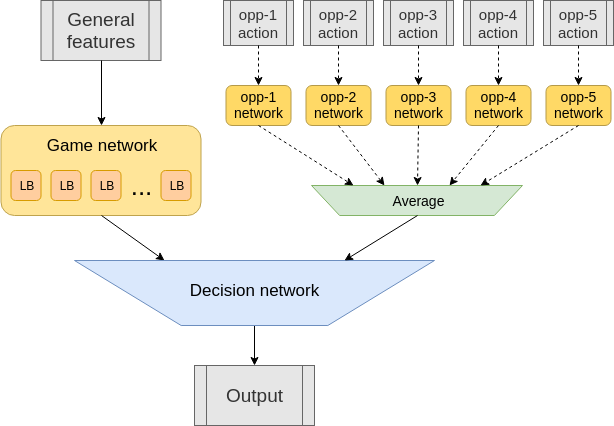 General
features
opp-1
action
opp-2
action
opp-3
action
opp-4
action
opp-5
action
opp-1
network
opp-2
network
opp-3
network
opp-4
network
opp-5
network
Game network
LB LB LB ... LB
Average
Decision network
Output